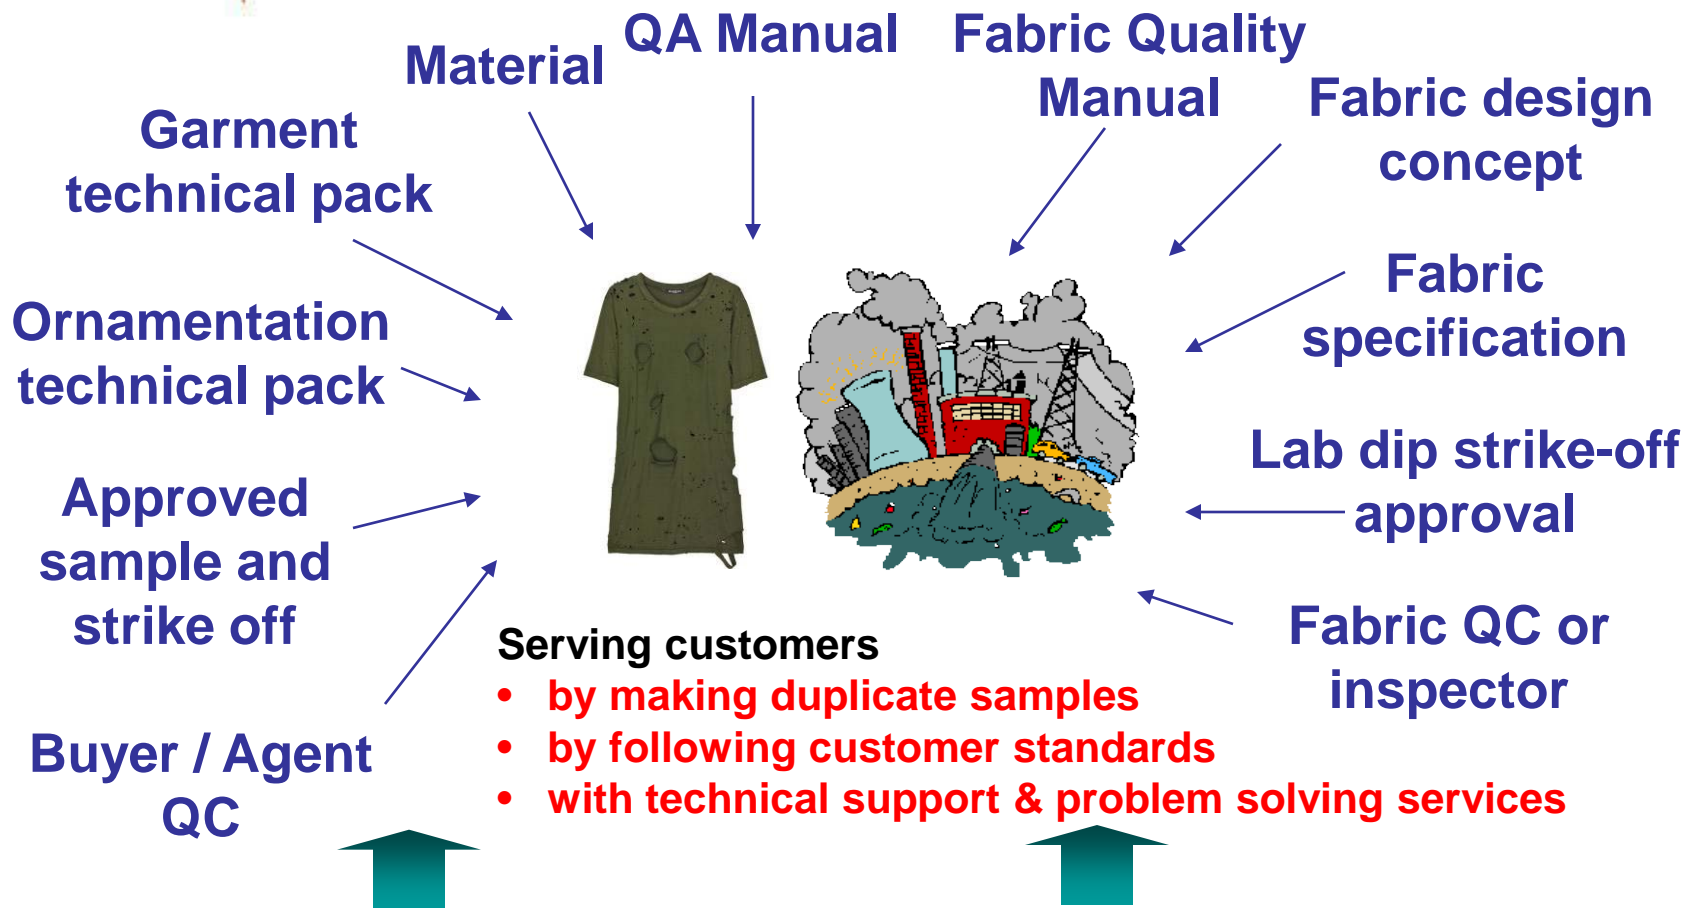 QA Manual
Fabric Quality
Manual
Material
Fabric design
concept
Garment
technical pack
Fabric
specification
Ornamentation
technical pack
Lab dip strike-off
approval
Approved
sample and
strike off
Fabric QC or
inspector
Buyer / Agent
QC
Serving customers
• by making duplicate samples
• by following customer standards
• with technical support & problem solving services